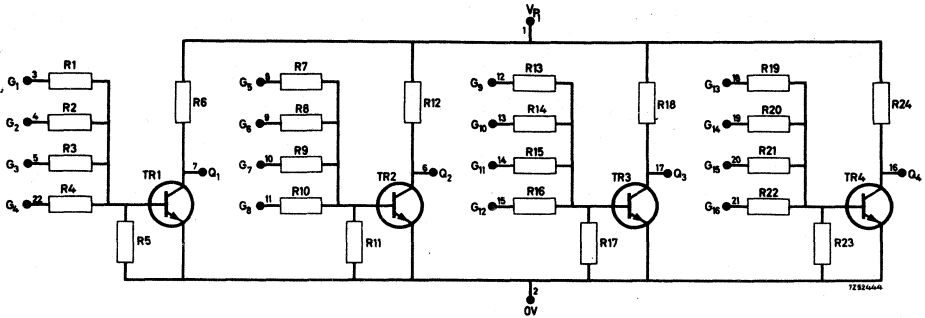 VP1
1
G1 3 R1
G2 4 R2
G3 5 R3
G4 22 R4
R5
R6
7 Q1
TR1
G5 8 R7
G6 9 R8
G7 10 R9
G8 11 R10
R11
R12
6 Q2
TR2
G9 12 R13
G10 13 R14
G11 14 R15
G12 15 R16
R17
R18
17 Q3
TR3
G13 18 R19
G14 19 R20
G15 20 R21
G16 21 R22
R23
R24
16 Q4
TR4
2
0V
7Z52444